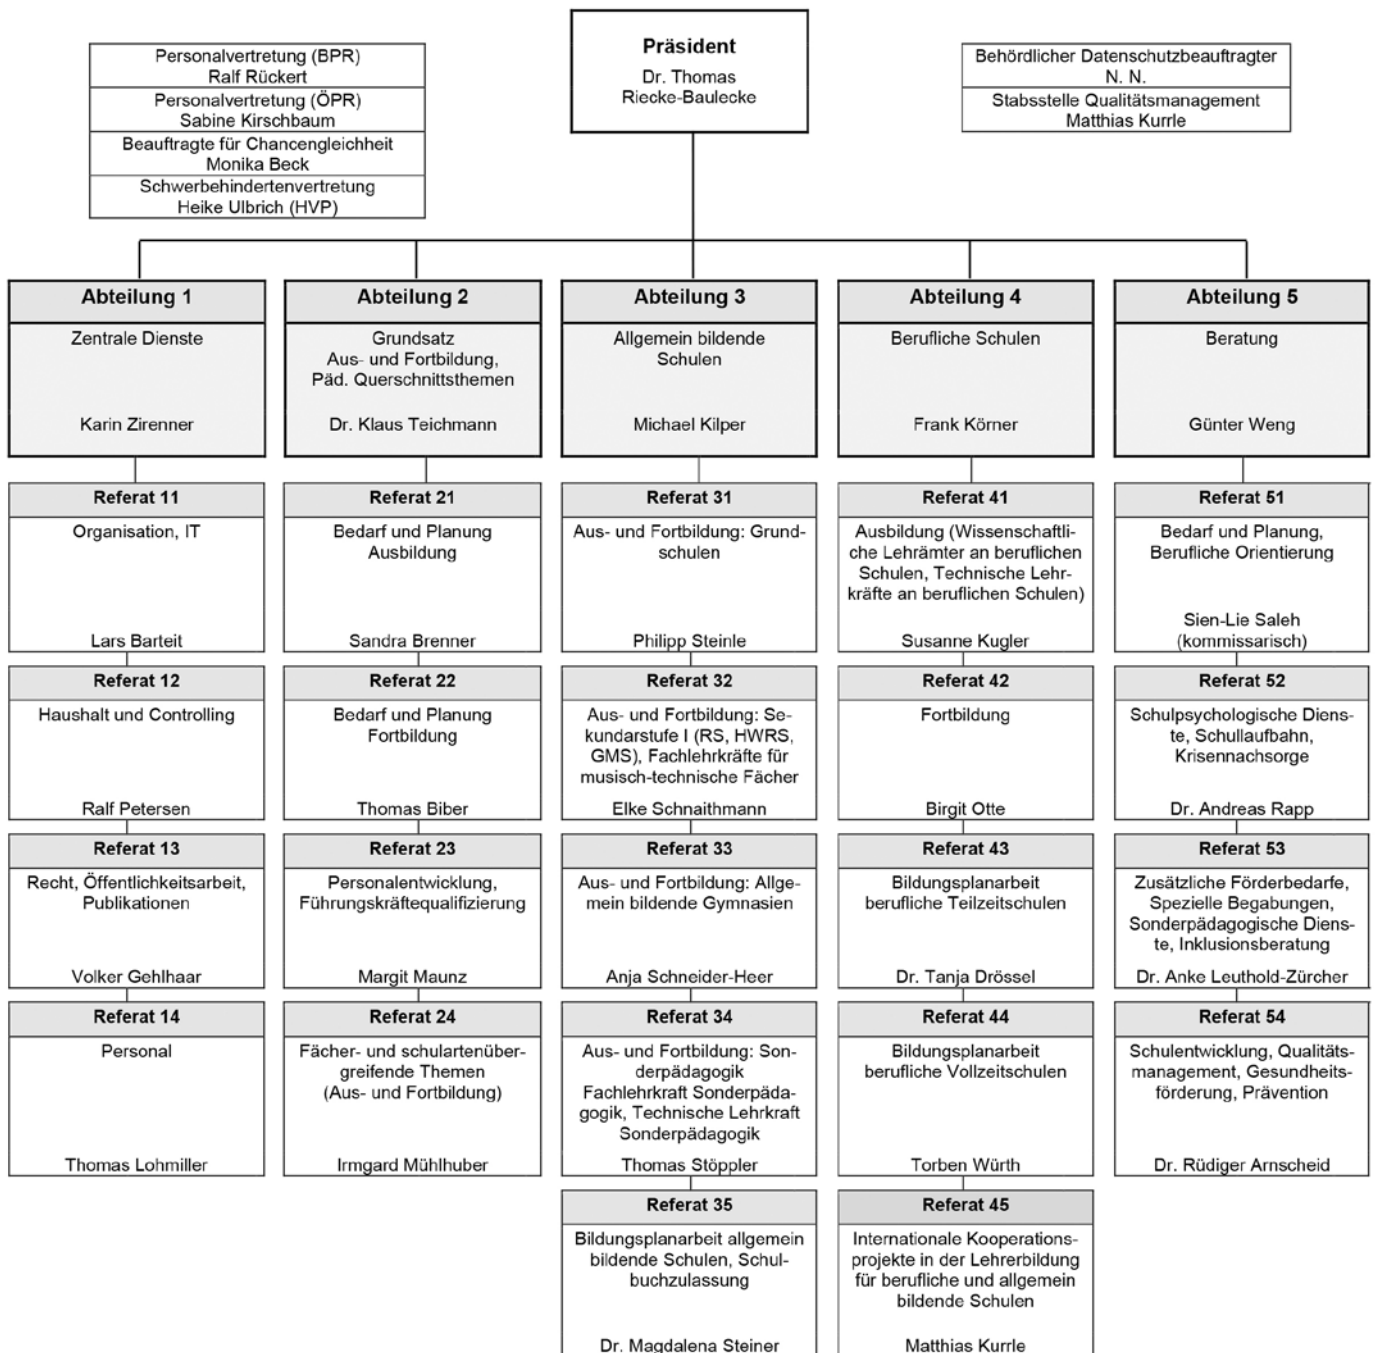 Präsident
Dr. Thomas
Riecke-Baulecke
Personalvertretung (BPR)
Ralf Rückert
Personalvertretung (ÖPR)
Sabine Kirschbaum
Beauftragte für Chancengleichheit
Monika Beck
Schwerbehindertenvertretung
Heike Ulbrich (HVP)
Behördlicher Datenschutzbeauftragter
N. N.
Stabsstelle Qualitätsmanagement
Matthias Kurrle
Abteilung 1
Zentrale Dienste
Karin Zirenner
Referat 11
Organisation, IT
Lars Barteit
Referat 12
Haushalt und Controlling
Ralf Petersen
Referat 13
Recht, Öffentlichkeitsarbeit,
Publikationen
Volker Gehlhaar
Referat 14
Personal
Thomas Lohmiller
Abteilung 2
Grundsatz
Aus- und Fortbildung,
Päd. Querschnittsthemen
Dr. Klaus Teichmann
Referat 21
Bedarf und Planung
Ausbildung
Sandra Brenner
Referat 22
Bedarf und Planung
Fortbildung
Thomas Biber
Referat 23
Personalentwicklung,
Führungskräftequalifizierung
Margit Maunz
Referat 24
Fächer- und schulartenüber-
greifende Themen
(Aus- und Fortbildung)
Irmgard Mühlhuber
Abteilung 3
Allgemein bildende
Schulen
Michael Kilper
Referat 31
Aus- und Fortbildung: Grund-
schulen
Philipp Steinle
Referat 32
Aus- und Fortbildung: Se-
kundarstufe I (RS, HWRS,
GMS), Fachlehrkräfte für
musisch-technische Fächer
Elke Schnaithmann
Referat 33
Aus- und Fortbildung: Allge-
mein bildende Gymnasien
Anja Schneider-Heer
Referat 34
Aus- und Fortbildung: Son-
derpädagogik
Fachlehrkraft Sonderpäda-
gogik, Technische Lehrkraft
Sonderpädagogik
Thomas Stöppler
Referat 35
Bildungsplanarbeit allgemein
bildende Schulen, Schul-
buchzulassung
Dr. Magdalena Steiner
Abteilung 4
Berufliche Schulen
Frank Körner
Referat 41
Ausbildung (Wissenschaftli-
che Lehrämter an beruflichen
Schulen, Technische Lehr-
kräfte an beruflichen Schulen)
Susanne Kugler
Referat 42
Fortbildung
Birgit Otte
Referat 43
Bildungsplanarbeit
berufliche Teilzeitschulen
Dr. Tanja Drössel
Referat 44
Bildungsplanarbeit
berufliche Vollzeitschulen
Torben Würth
Referat 45
Internationale Kooperations-
projekte in der Lehrerbildung
für berufliche und allgemein
bildende Schulen
Matthias Kurrle
Abteilung 5
Beratung
Günter Weng
Referat 51
Bedarf und Planung,
Berufliche Orientierung
Sien-Lie Saleh
(kommissarisch)
Referat 52
Schulpsychologische Diens-
te, Schullaufbahn,
Krisennachsorge
Dr. Andreas Rapp
Referat 53
Zusätzliche Förderbedarfe,
Spezielle Begabungen,
Sonderpädagogische Diens-
te, Inklusionsberatung
Dr. Anke Leuthold-Zürcher
Referat 54
Schulentwicklung, Qualitäts-
management, Gesundheits-
förderung, Prävention
Dr. Rüdiger Arnscheid